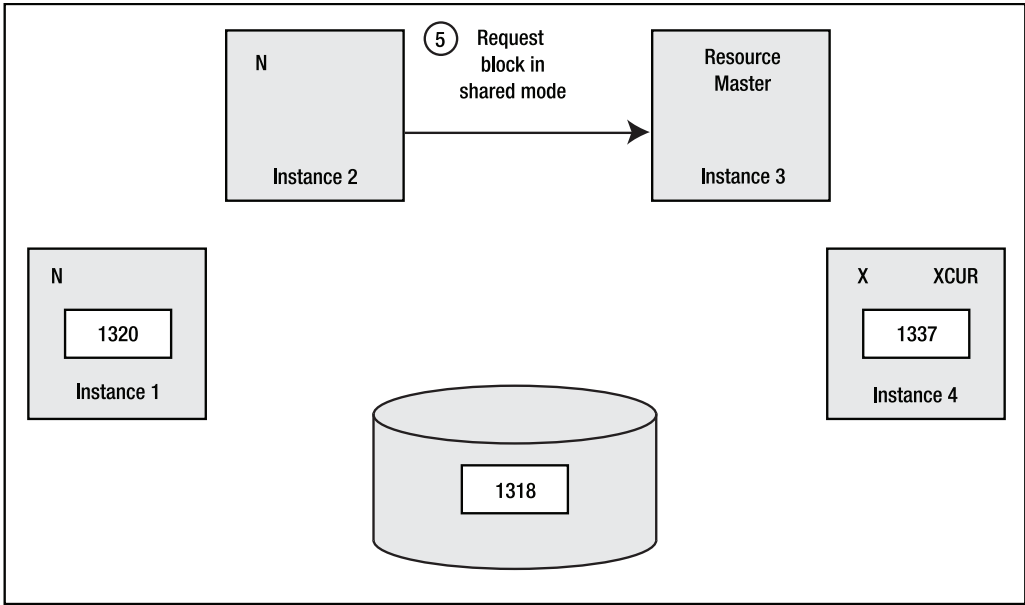 5
Request
block in
shared mode
N
Instance 2
Resource
Master
Instance 3
N
1320
Instance 1
X XCUR
1337
Instance 4
1318